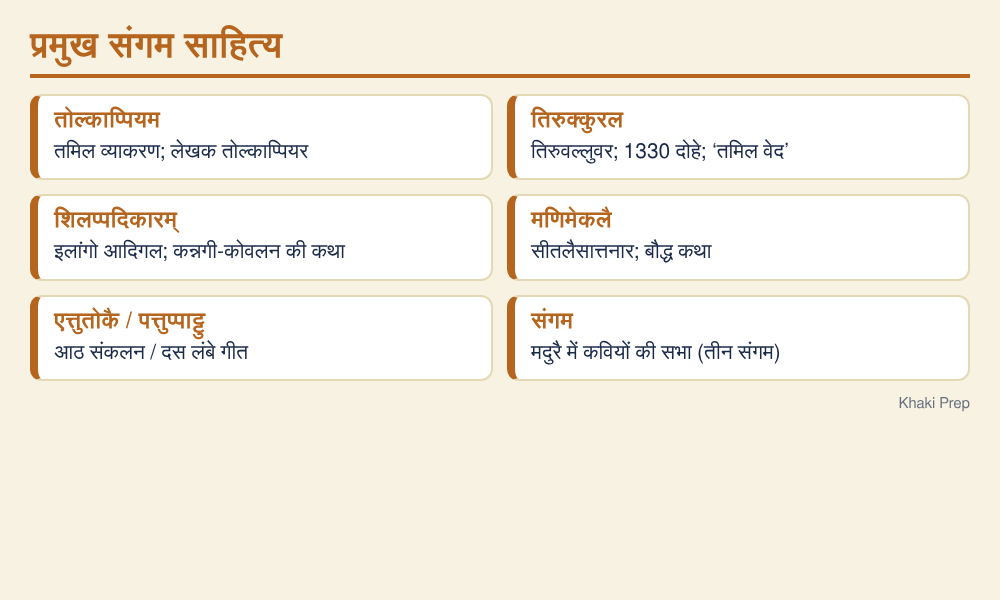 प्रमुख संगम साहित्य
तोल्काप्पियम
तमिल व्याकरण; लेखक तोल्काप्पियर
तिरुक्कुरल
तिरुवल्लुवर; 1330 दोहे; ‘तमिल वेद’
शिलप्पदिकारम्
इलांगो आदिगल; कन्नगी-कोवलन की कथा
मणिमेकलै
सीतलैसात्तनार; बौद्ध कथा
एत्तुतोकै / पत्तुप्पाट्टु
आठ संकलन / दस लंबे गीत
संगम
मदुरै में कवियों की सभा (तीन संगम)
Khaki Prep